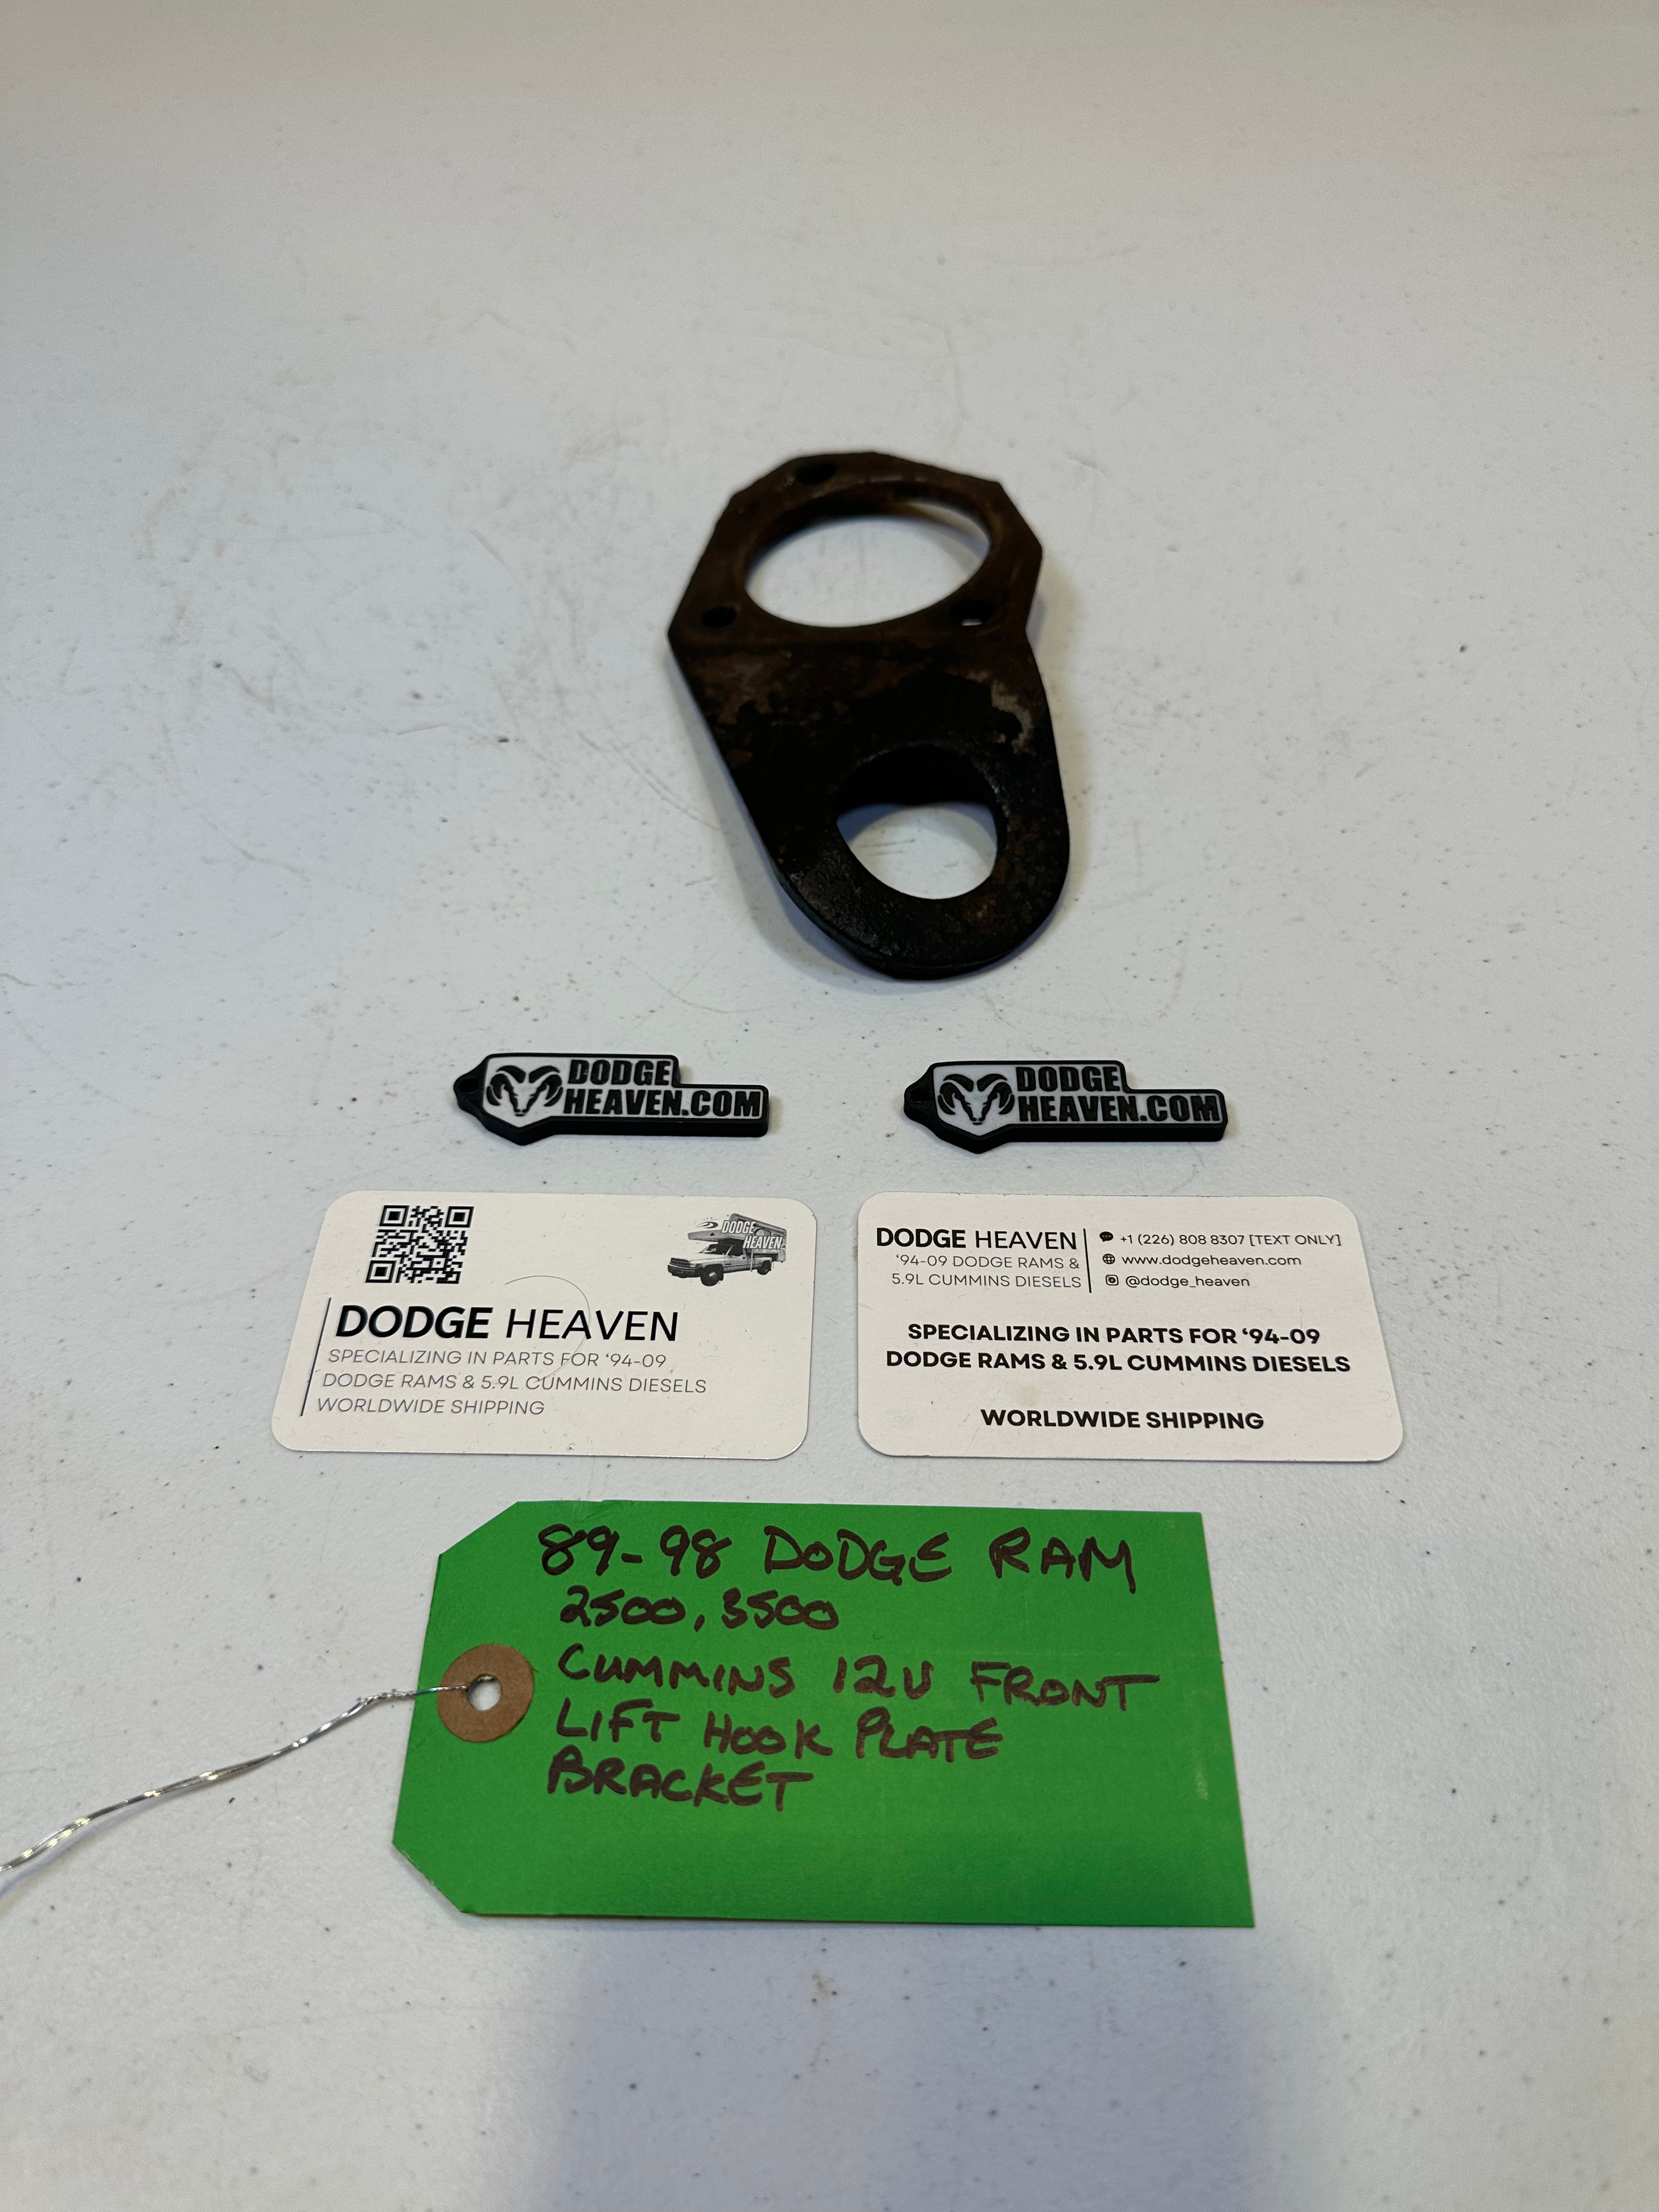 DODGE
HEAVEN.COM
DODGE
HEAVEN.COM
DODGE
HEAVEN
DODGE HEAVEN
SPECIALIZING IN PARTS FOR ‘94-09
DODGE RAMS & 5.9L CUMMINS DIESELS
WORLDWIDE SHIPPING
DODGE HEAVEN
‘94-09 DODGE RAMS &
5.9L CUMMINS DIESELS
+1 (226) 808 8307 [TEXT ONLY]
www.dodgeheaven.com
@dodge_heaven
SPECIALIZING IN PARTS FOR ‘94-09
DODGE RAMS & 5.9L CUMMINS DIESELS
WORLDWIDE SHIPPING
89-98 DODGE RAM
2500, 3500
CUMMINS 12V FRONT
LIFT HOOK PLATE
BRACKET